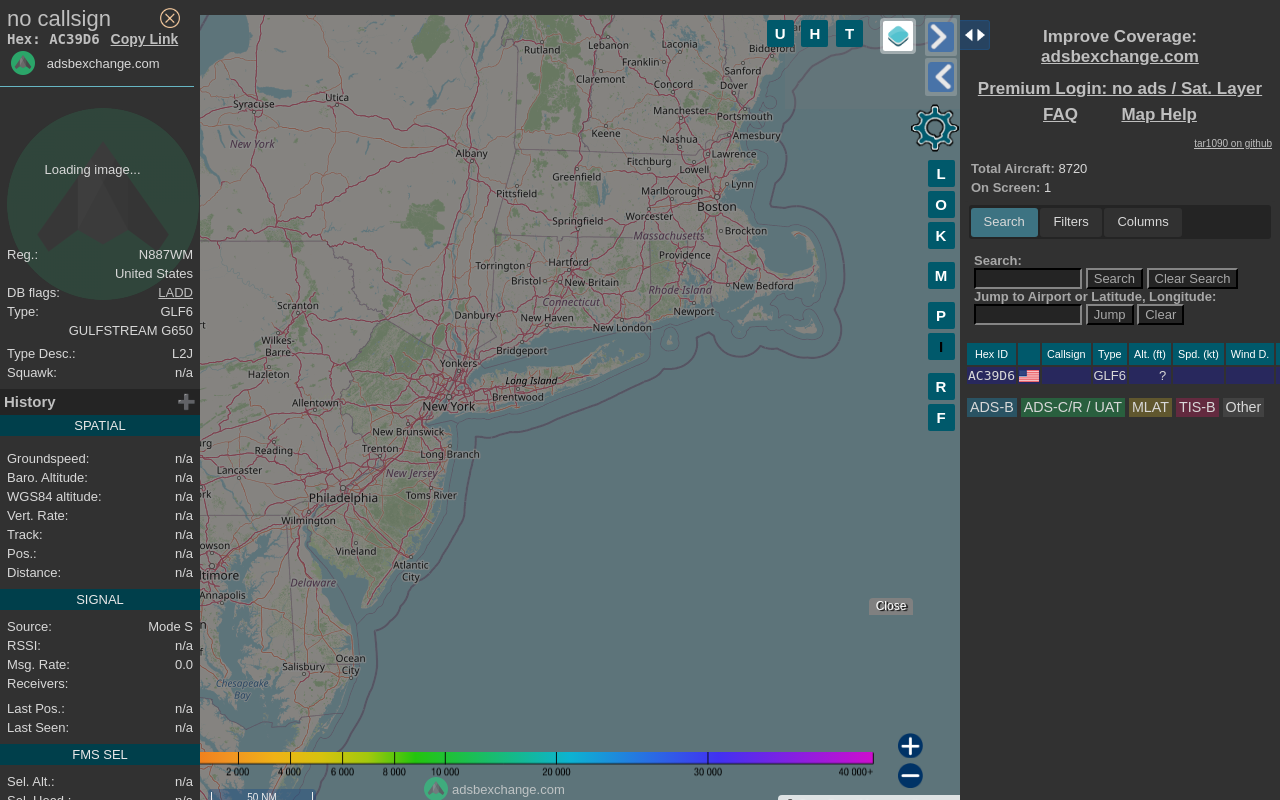 no callsign
Hex: AC39D6 Copy Link
adsbexchange.com
Loading image...
Reg.: N887WM
United States
DB flags: LADD
Type: GLF6
GULFSTREAM G650
Type Desc.: L2J
Squawk: n/a
History
SPATIAL
Groundspeed: n/a
Baro. Altitude: n/a
WGS84 altitude: n/a
Vert. Rate: n/a
Track: n/a
Pos.: n/a
Distance: n/a
SIGNAL
Source: Mode S
RSSI: n/a
Msg. Rate: 0.0
Receivers:
Last Pos.: n/a
Last Seen: n/a
FMS SEL
Sel. Alt.: n/a
U H T
L
O
K
M
P
I
R
F
Rutland
Lebanon
Laconia
Biddeford
Franklin
Sanford
Claremont
Concord
Dover
Syracuse
Utica
Manchester
Portsmouth
Keene
Nashua
Amesbury
New York
Albany
Fitchburg
Lawrence
Greenfield
Lowell
Pittsfield
Marlborough
Lynn
Worcester
Boston
Springfield
Massachusetts
Brockton
Torrington
Hartford
Providence
Bristol
New Britain
Rhode Island
New Bedford
Scranton
Connecticut
Danbury
New Haven
Newport
New London
Wilkes-
Barre
Bridgeport
Hazleton
Yonkers
Long Island
Allentown
New York
Brentwood
New Brunswick
Reading
Trenton
Long Branch
Lancaster
New Jersey
Philadelphia
Toms River
Wilmington
Vineland
Atlantic
City
Delaware
Annapolis
Salisbury
Ocean
City
Chesapeake
Bay
Close
2 000 4 000 6 000 8 000 10 000 20 000 30 000 40 000+
adsbexchange.com
50 NM
Improve Coverage:
adsbexchange.com
Premium Login: no ads / Sat. Layer
FAQ Map Help
tar1090 on github
Total Aircraft: 8720
On Screen: 1
Search Filters Columns
Search:
Search Clear Search
Jump to Airport or Latitude, Longitude:
Jump Clear
Hex ID Callsign Type Alt. (ft) Spd. (kt) Wind D.
AC39D6 GLF6 ?
ADS-B ADS-C/R / UAT MLAT TIS-B Other